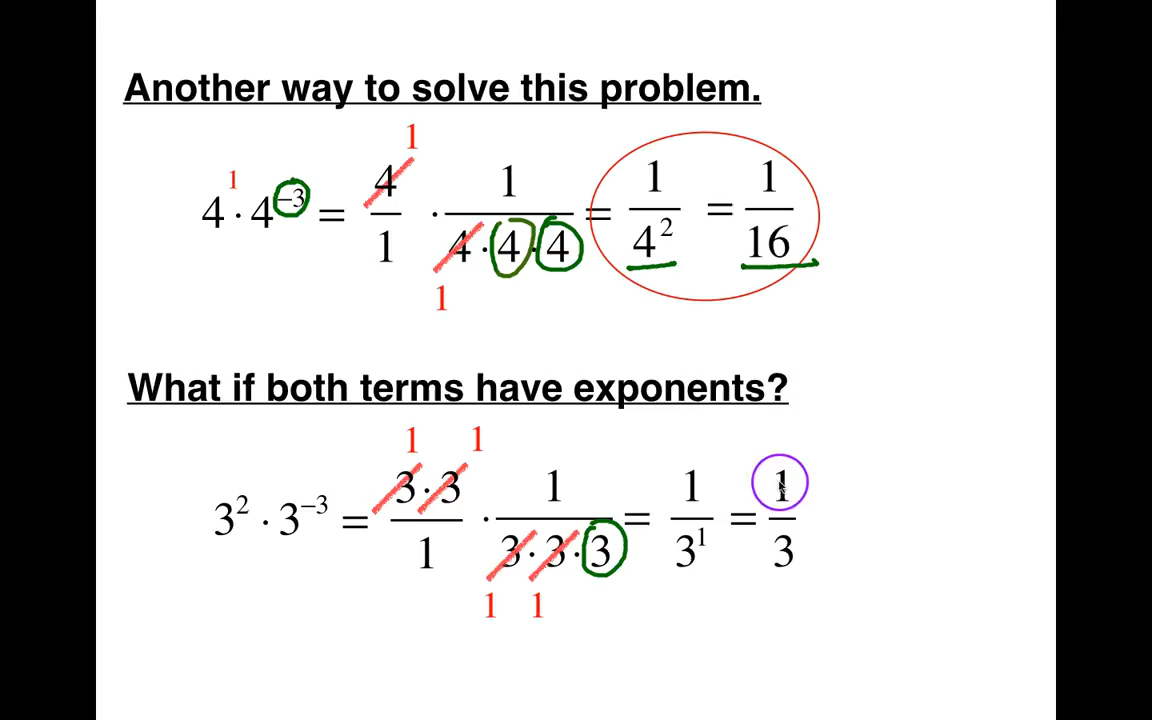 Another way to solve this problem.
1
1
4 · 4⁻³ = 4/1 · 1/(4 · 4 · 4) = 1/4² = 1/16
1
What if both terms have exponents?
1 1
3² · 3⁻³ = (3 · 3)/1 · 1/(3 · 3 · 3) = 1/3¹ = 1/3
1 1